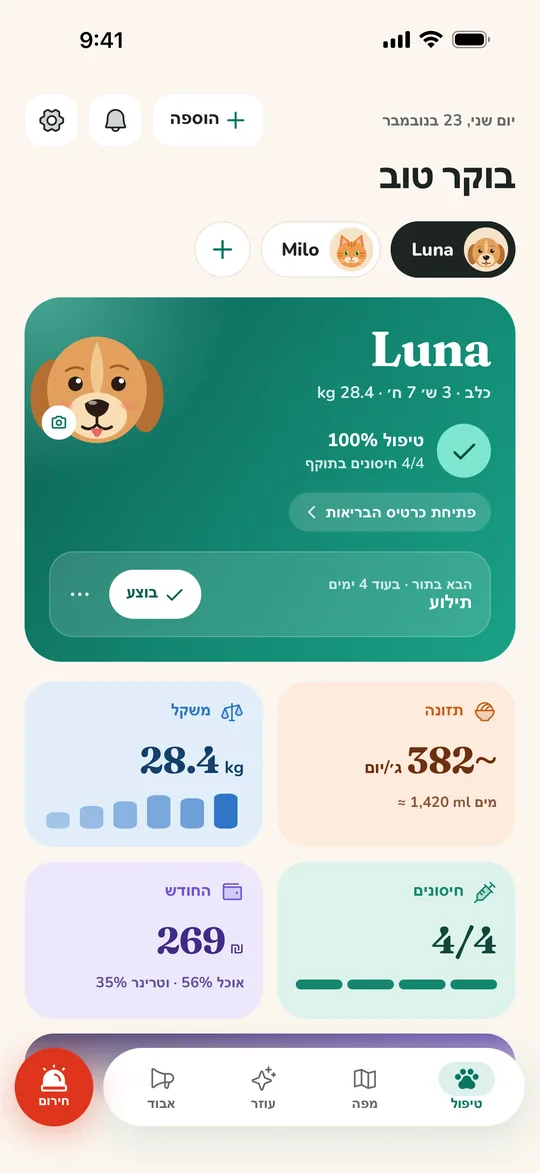 9:41
יום שני, 23 בנובמבר
הוספה
בוקר טוב
Luna
Milo
Luna
כלב · 3 ש׳ 7 ח׳ · 28.4 kg
טיפול 100%
4/4 חיסונים בתוקף
פתיחת כרטיס הבריאות
הבא בתור · בעוד 4 ימים
תילוע
בוצע
תזונה
~382 ג׳/יום
מים 1,420 ml ≈
משקל
28.4 kg
חיסונים
4/4
החודש
₪ 269
אוכל 56% · וטרינר 35%
טיפול
מפה
עוזר
אבוד
חירום